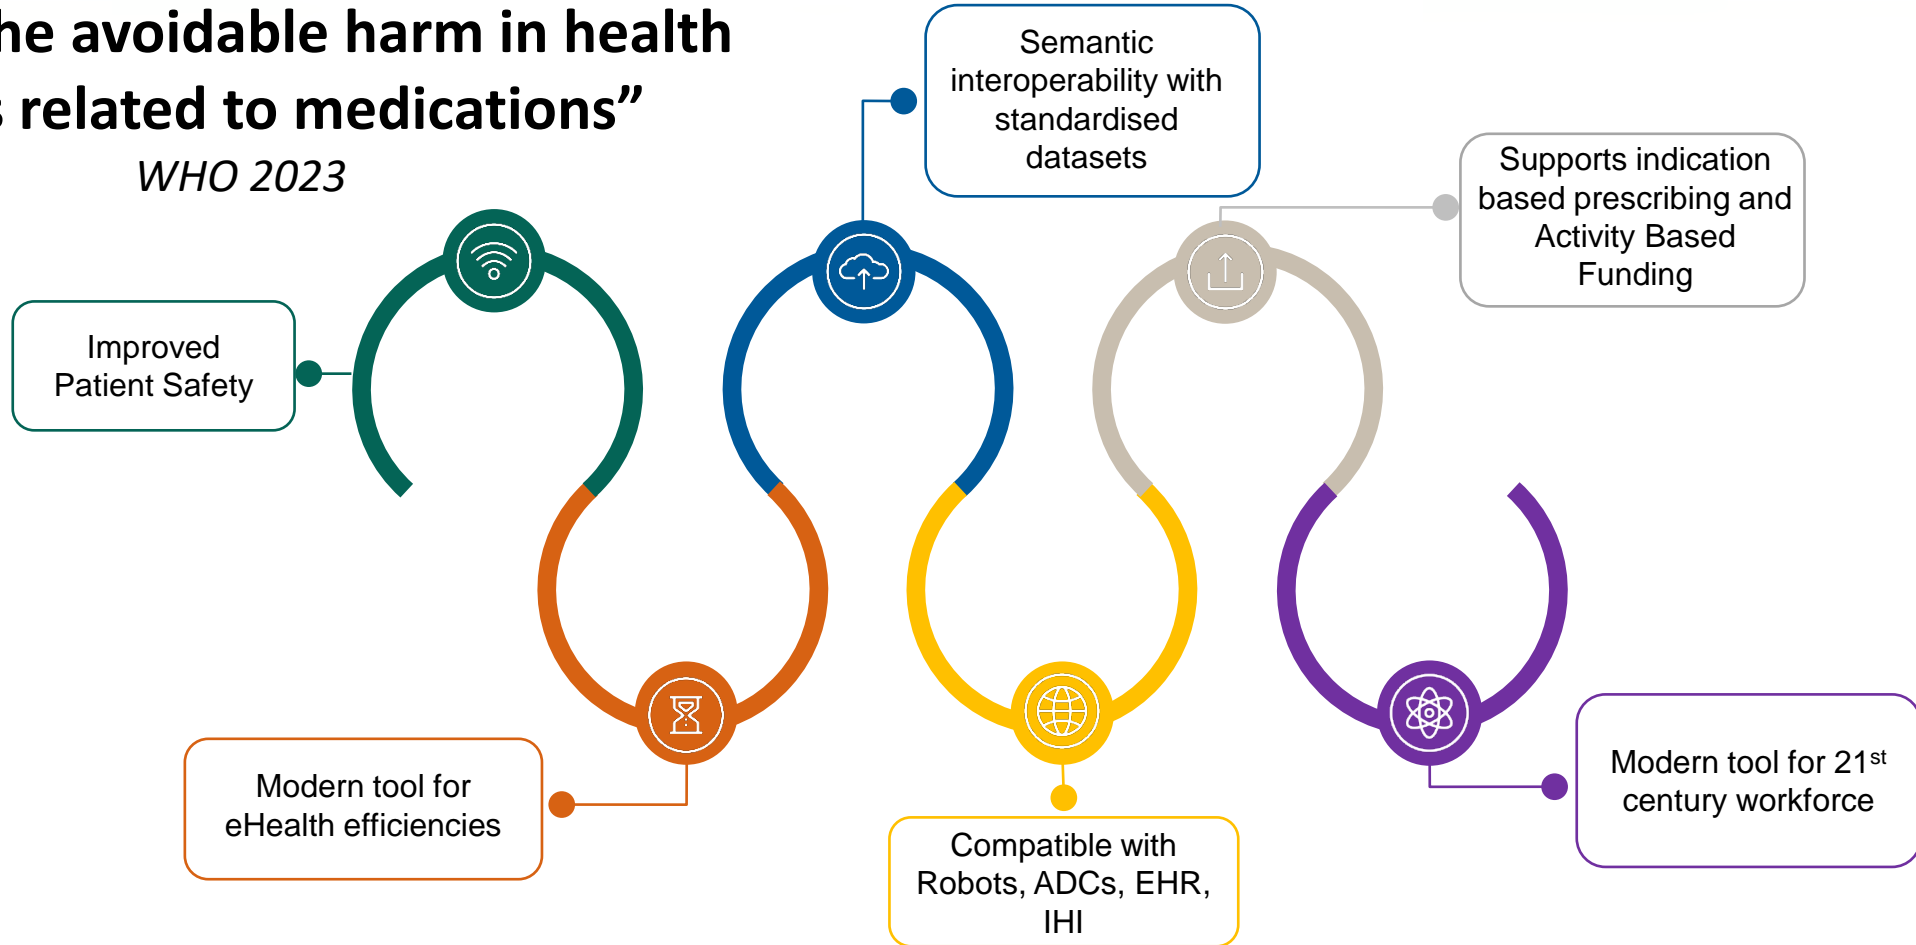 he avoidable harm in health
s related to medications”
WHO 2023
Semantic
interoperability with
standardised
datasets
Supports indication
based prescribing and
Activity Based
Funding
Improved
Patient Safety
Modern tool for
eHealth efficiencies
Compatible with
Robots, ADCs, EHR,
IHI
Modern tool for 21st
century workforce